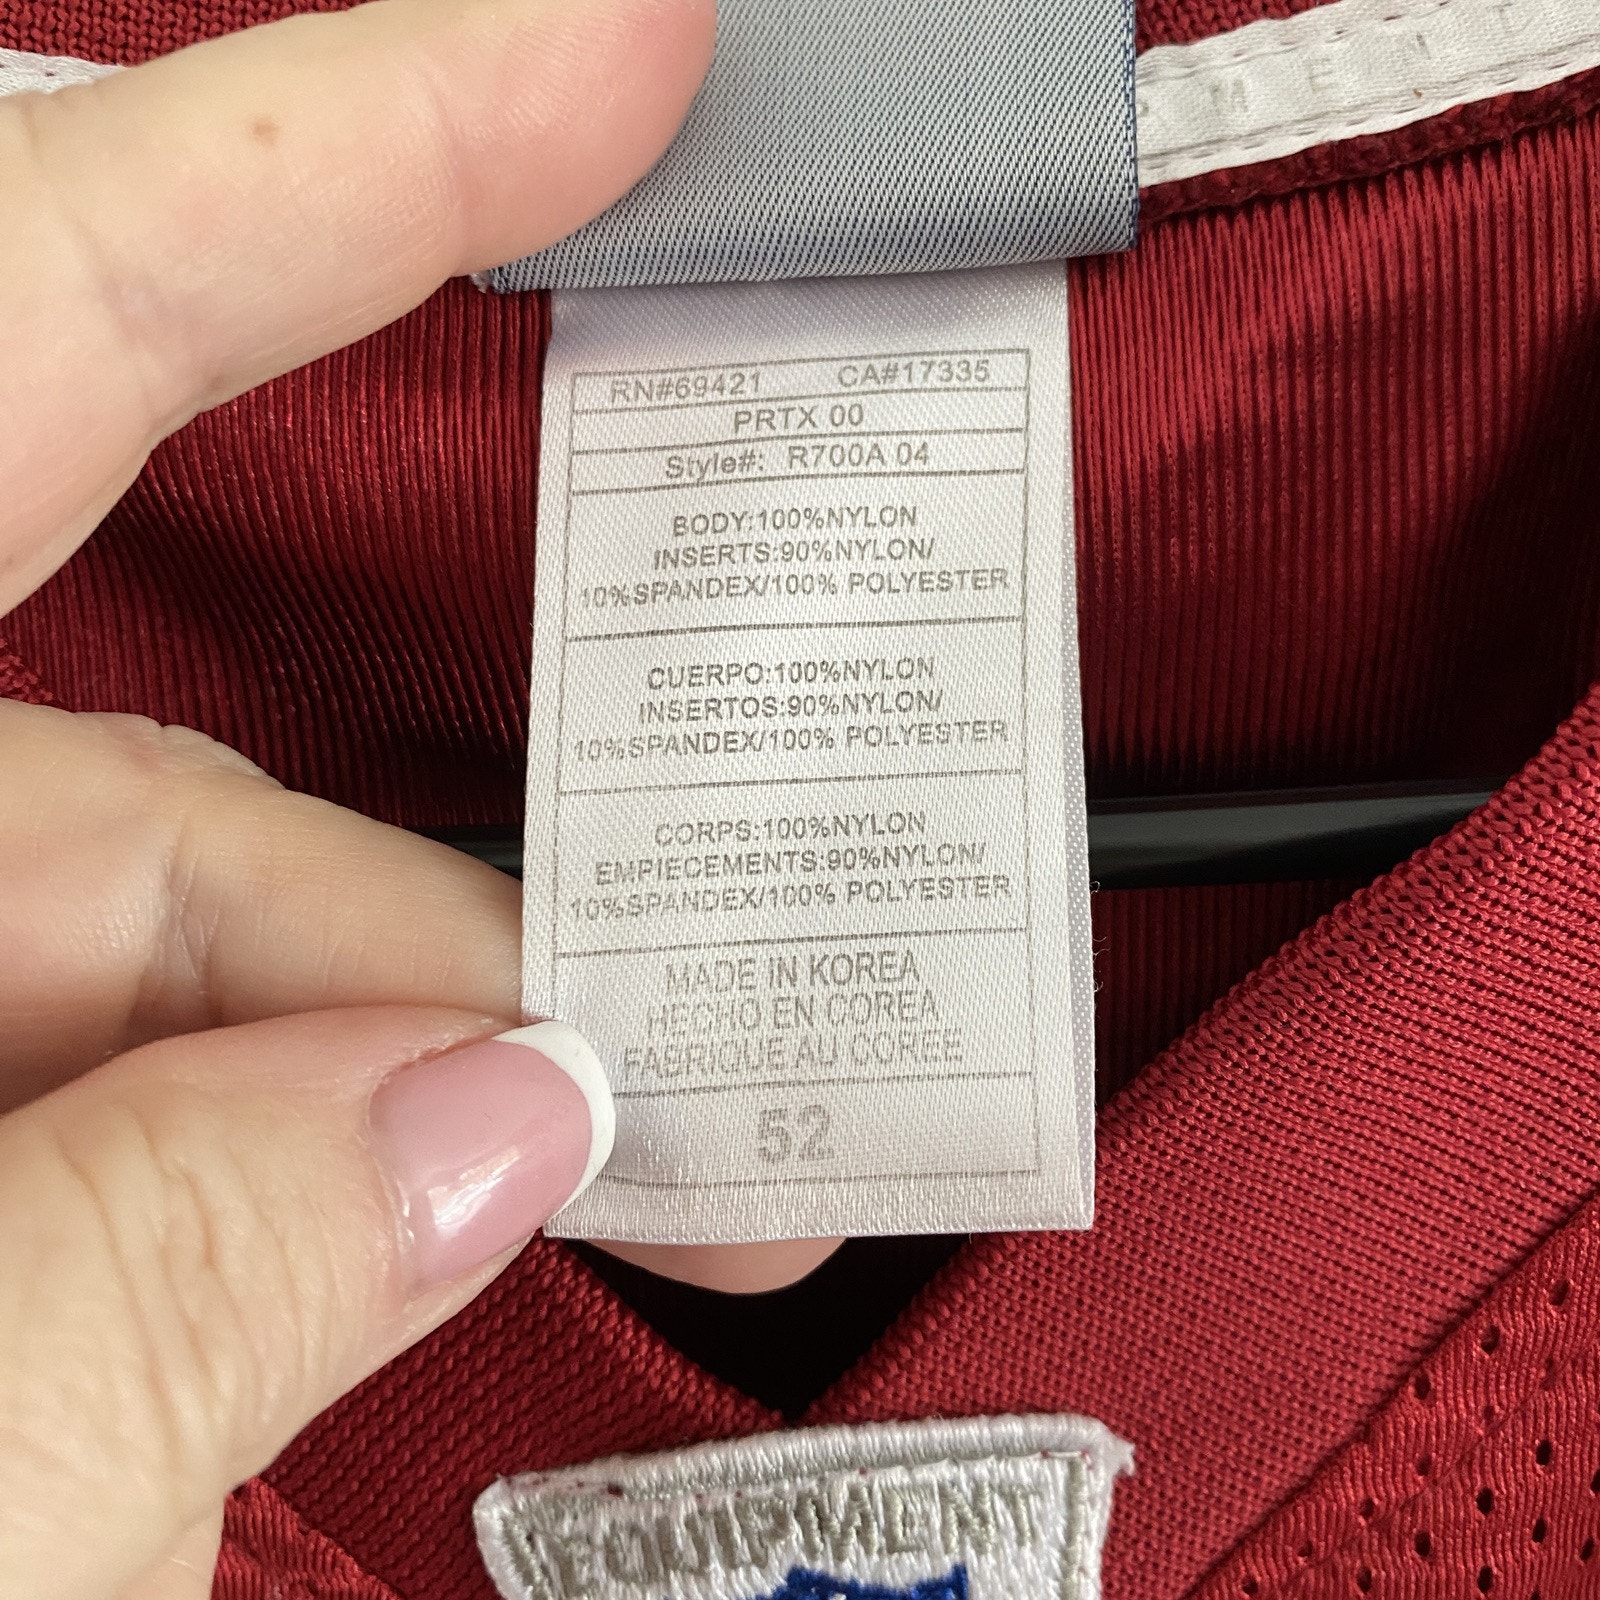 MENT
RN#69421 CA#17335
PRTX 00
Style#: R700A 04
BODY:100%NYLON
INSERTS:90%NYLON/
10%SPANDEX/100% POLYESTER
CUERPO:100%NYLON
INSERTOS:90%NYLON/
10%SPANDEX/100% POLYESTER
CORPS:100%NYLON
EMPIECEMENTS:90%NYLON/
10%SPANDEX/100% POLYESTER
MADE IN KOREA
HECHO EN COREA
FABRIQUE AU COREE
52
EQUIPMENT